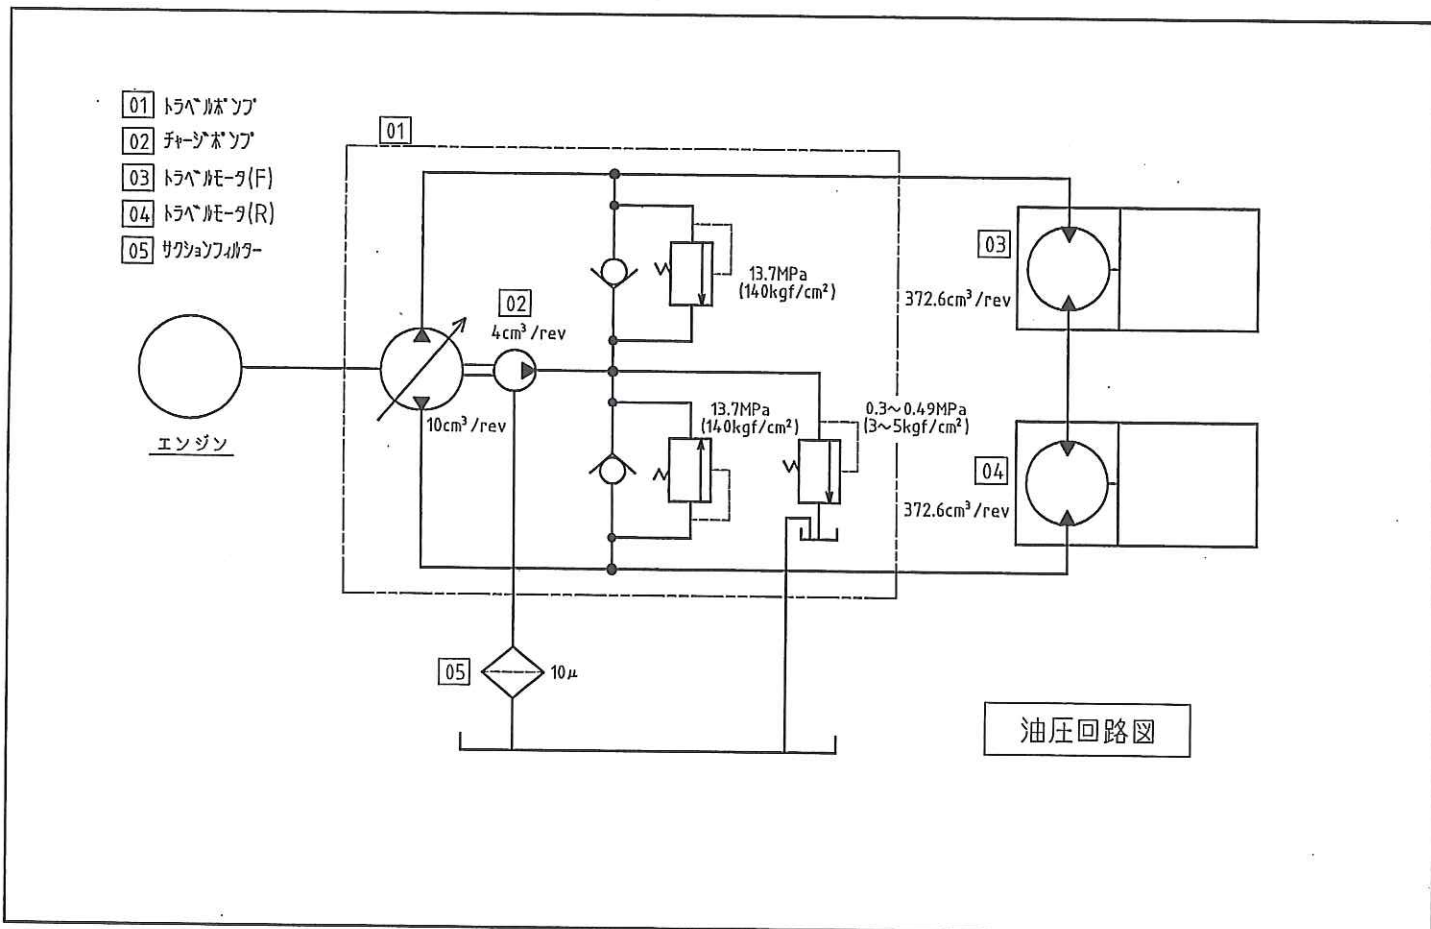 01 トラベルポンプ
02 チャージポンプ
03 トラベルモータ(F)
04 トラベルモータ(R)
05 サクションフィルター
01
02
4cm³/rev
10cm³/rev
エンジン
13.7MPa
(140kgf/cm²)
13.7MPa
(140kgf/cm²)
0.3～0.49MPa
(3～5kgf/cm²)
03
372.6cm³/rev
04
372.6cm³/rev
05
10μ
油圧回路図